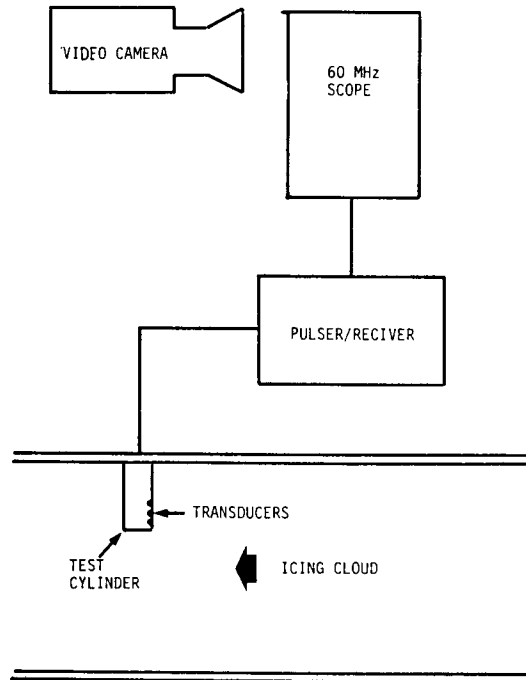 VIDEO CAMERA
60 MHz
SCOPE
PULSER/RECIVER
TRANSDUCERS
TEST
CYLINDER
ICING CLOUD